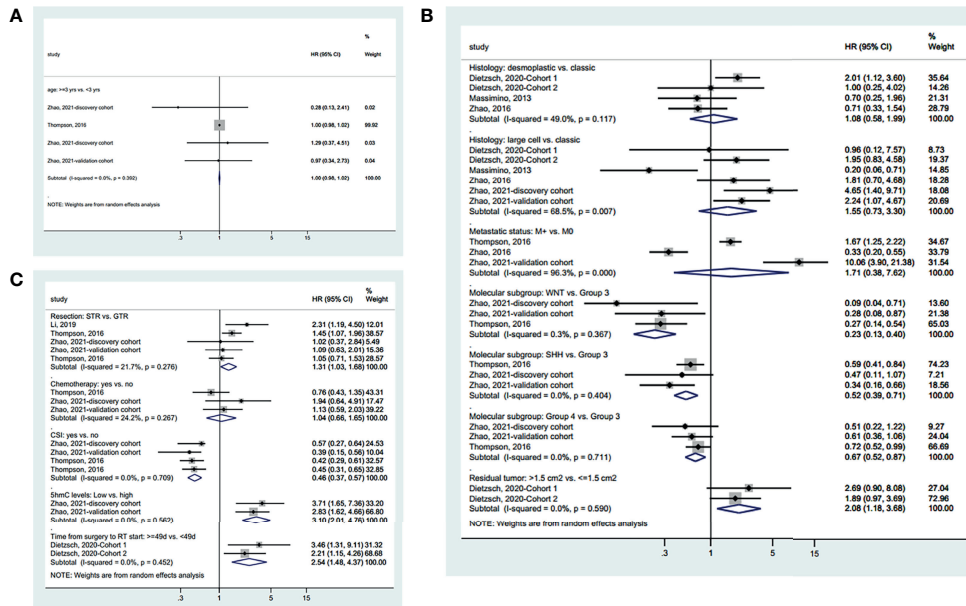 A
%
study
HR (95% CI)
Weight
age: >=3 yrs vs. <3 yrs
Zhao, 2021-discovery cohort
0.28 (0.13, 2.41)
0.02
Thompson, 2016
1.00 (0.98, 1.02)
99.92
Zhao, 2021-discovery cohort
1.29 (0.37, 4.51)
0.03
Zhao, 2021-validation cohort
0.97 (0.34, 2.73)
0.04
Subtotal (I-squared = 0.0%, p = 0.392)
1.00 (0.98, 1.02)
100.00
NOTE: Weights are from random effects analysis
.3
1
5
15
C
%
study
HR (95% CI)
Weight
Resection: STR vs. GTR
Li, 2019
2.31 (1.19, 4.50)
12.01
Thompson, 2016
1.45 (1.07, 1.96)
38.57
Zhao, 2021-discovery cohort
1.02 (0.37, 2.84)
5.49
Zhao, 2021-validation cohort
1.09 (0.63, 2.01)
15.36
Thompson, 2016
1.05 (0.71, 1.53)
28.57
Subtotal (I-squared = 21.7%, p = 0.276)
1.31 (1.03, 1.68)
100.00
Chemotherapy: yes vs. no
Thompson, 2016
0.76 (0.43, 1.35)
43.31
Zhao, 2021-discovery cohort
1.94 (0.64, 4.91)
17.47
Zhao, 2021-validation cohort
1.13 (0.59, 2.03)
39.22
Subtotal (I-squared = 24.2%, p = 0.267)
1.04 (0.66, 1.65)
100.00
CSI: yes vs. no
Zhao, 2021-discovery cohort
0.57 (0.27, 0.64)
24.53
Zhao, 2021-validation cohort
0.39 (0.15, 0.56)
10.04
Thompson, 2016
0.42 (0.29, 0.61)
32.57
Thompson, 2016
0.45 (0.31, 0.65)
32.85
Subtotal (I-squared = 0.0%, p = 0.709)
0.46 (0.37, 0.57)
100.00
5hmC levels: Low vs. high
Zhao, 2021-discovery cohort
3.71 (1.65, 7.36)
33.20
Zhao, 2021-validation cohort
2.83 (1.62, 4.66)
66.80
Subtotal (I-squared = 0.0%, p = 0.562)
3.10 (2.01, 4.76)
100.00
Time from surgery to RT start: >=49d vs. <49d
Dietzsch, 2020-Cohort 1
3.46 (1.31, 9.11)
31.32
Dietzsch, 2020-Cohort 2
2.21 (1.15, 4.26)
68.68
Subtotal (I-squared = 0.0%, p = 0.452)
2.54 (1.48, 4.37)
100.00
NOTE: Weights are from random effects analysis
.3
1
5
15
B
%
HR (95% CI)
Weight
Histology: desmoplastic vs. classic
Dietzsch, 2020-Cohort 1
2.01 (1.12, 3.60)
35.64
Dietzsch, 2020-Cohort 2
1.00 (0.25, 4.02)
14.26
Massimino, 2013
0.70 (0.25, 1.96)
21.31
Zhao, 2016
0.71 (0.33, 1.54)
28.79
Subtotal (I-squared = 49.0%, p = 0.117)
1.08 (0.58, 1.99)
100.00
Histology: large cell vs. classic
Dietzsch, 2020-Cohort 1
0.96 (0.12, 7.57)
8.73
Dietzsch, 2020-Cohort 2
1.95 (0.83, 4.58)
19.37
Massimino, 2013
0.20 (0.06, 0.71)
14.85
Zhao, 2016
1.81 (0.70, 4.68)
18.28
Zhao, 2021-discovery cohort
4.65 (1.40, 9.71)
18.08
Zhao, 2021-validation cohort
2.24 (1.07, 4.67)
20.69
Subtotal (I-squared = 68.5%, p = 0.007)
1.55 (0.73, 3.30)
100.00
Metastatic status: M+ vs. M0
Thompson, 2016
1.67 (1.25, 2.22)
34.67
Zhao, 2016
0.33 (0.20, 0.55)
33.79
Zhao, 2021-validation cohort
10.06 (3.90, 21.38)
31.54
Subtotal (I-squared = 96.3%, p = 0.000)
1.71 (0.38, 7.62)
100.00
Molecular subgroup: WNT vs. Group 3
Zhao, 2021-discovery cohort
0.09 (0.04, 0.71)
13.60
Zhao, 2021-validation cohort
0.28 (0.08, 0.87)
21.38
Thompson, 2016
0.27 (0.14, 0.54)
65.03
Subtotal (I-squared = 0.3%, p = 0.367)
0.23 (0.13, 0.40)
100.00
Molecular subgroup: SHH vs. Group 3
Thompson, 2016
0.59 (0.41, 0.84)
74.23
Zhao, 2021-discovery cohort
0.47 (0.11, 1.07)
7.21
Zhao, 2021-validation cohort
0.34 (0.16, 0.66)
18.56
Subtotal (I-squared = 0.0%, p = 0.404)
0.52 (0.39, 0.71)
100.00
Molecular subgroup: Group 4 vs. Group 3
Zhao, 2021-discovery cohort
0.51 (0.22, 1.22)
9.27
Zhao, 2021-validation cohort
0.61 (0.36, 1.06)
24.04
Thompson, 2016
0.72 (0.52, 0.99)
66.69
Subtotal (I-squared = 0.0%, p = 0.711)
0.67 (0.52, 0.87)
100.00
Residual tumor: >1.5 cm2 vs. <=1.5 cm2
Dietzsch, 2020-Cohort 1
2.69 (0.90, 8.08)
27.04
Dietzsch, 2020-Cohort 2
1.89 (0.97, 3.69)
72.96
Subtotal (I-squared = 0.0%, p = 0.590)
2.08 (1.18, 3.68)
100.00
NOTE: Weights are from random effects analysis
.3
1
5
15